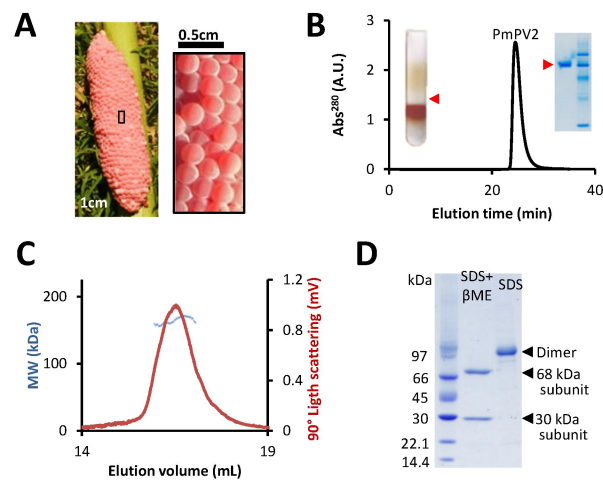 A
0.5cm
1cm
B
Abs280 (A.U.)
3
2
1
0
PmPV2
0
20
40
Elution time (min)
C
MW (kDa)
200
100
0
14
19
Elution volume (mL)
1.2
0.8
0.4
0
90° Ligth scattering (mV)
D
kDa
SDS+
βME
SDS
97
66
45
30
22.1
14.4
Dimer
68 kDa
subunit
30 kDa
subunit